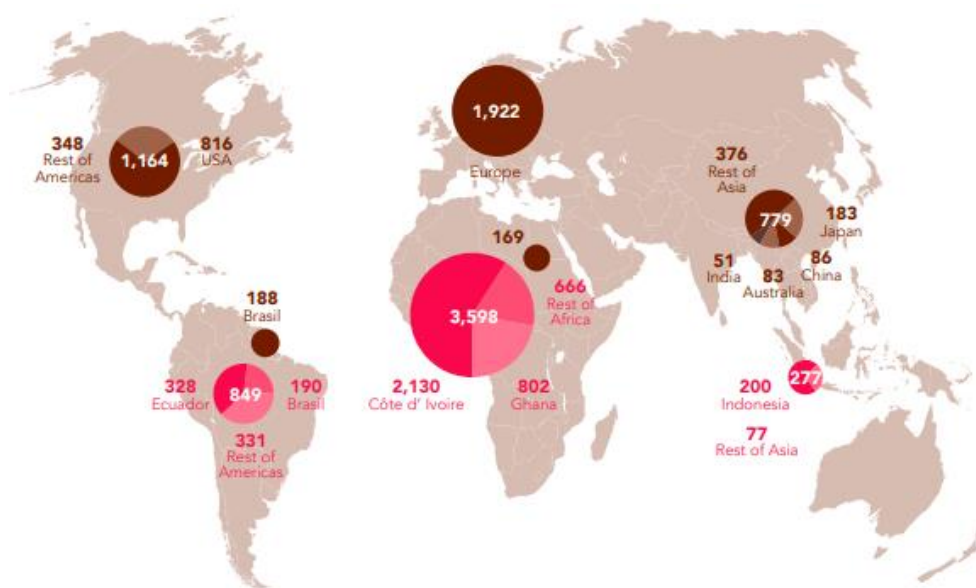 348
Rest of
Americas
1,164
816
USA
1,922
Europe
376
Rest of
Asia
779
183
Japan
51
India
83
Australia
86
China
169
3,598
666
Rest of
Africa
2,130
Côte d' Ivoire
802
Ghana
188
Brasil
328
Ecuador
849
190
Brasil
331
Rest of
Americas
277
200
Indonesia
77
Rest of Asia